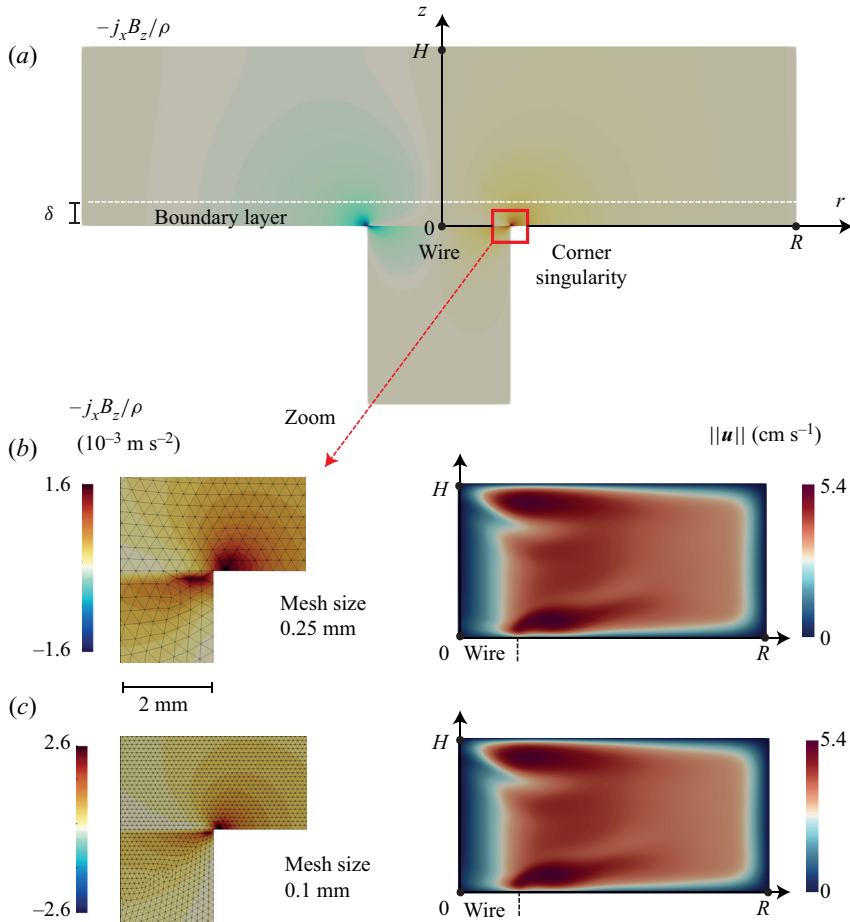 (a)
−j_xB_z/ρ
z
H
δ
Boundary layer
0
Wire
Corner
singularity
r
R
Zoom
−j_xB_z/ρ
(10⁻³ m s⁻²)
(b)
1.6
−1.6
Mesh size
0.25 mm
2 mm
||u|| (cm s⁻¹)
H
0
Wire
R
5.4
0
(c)
2.6
−2.6
Mesh size
0.1 mm
H
0
Wire
R
5.4
0